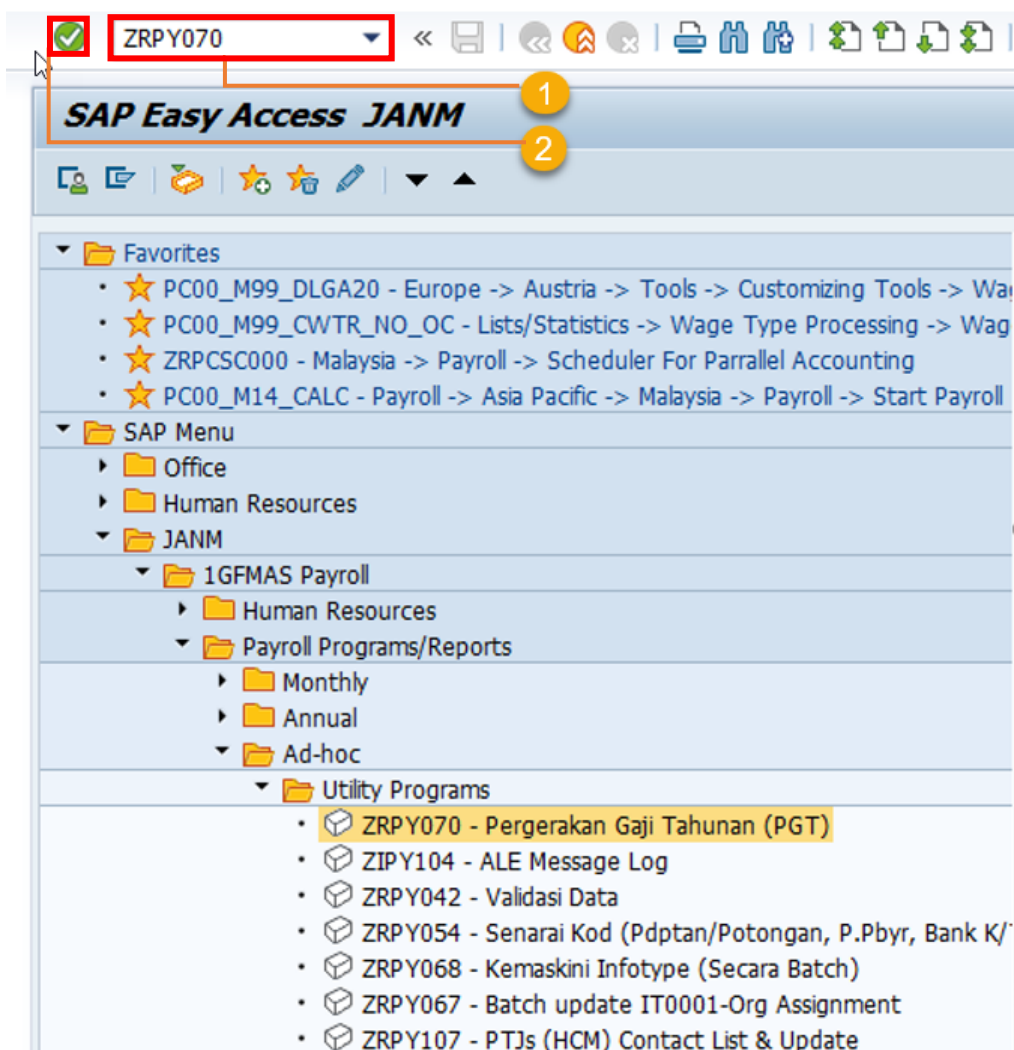 ZRPY070
1
SAP Easy Access JANM
2
Favorites
PC00_M99_DLGA20 - Europe -> Austria -> Tools -> Customizing Tools ->
PC00_M99_CWTR_NO_OC - Lists/Statistics -> Wage Type Processing ->
ZRPCSC000 - Malaysia -> Payroll -> Scheduler For Parrallel Accounting
PC00_M14_CALC - Payroll -> Asia Pacific -> Malaysia -> Payroll -> Start Payroll
SAP Menu
Office
Human Resources
JANM
1GFMAS Payroll
Human Resources
Payroll Programs/Reports
Monthly
Annual
Ad-hoc
Utility Programs
ZRPY070 - Pergerakan Gaji Tahunan (PGT)
ZIPY104 - ALE Message Log
ZRPY042 - Validasi Data
ZRPY054 - Senarai Kod (Pdptan/Potongan, P.Pbyr, Bank K/
ZRPY068 - Kemaskini Infotype (Secara Batch)
ZRPY067 - Batch update IT0001-Org Assignment
ZRPY107 - PTJs (HCM) Contact List & Update